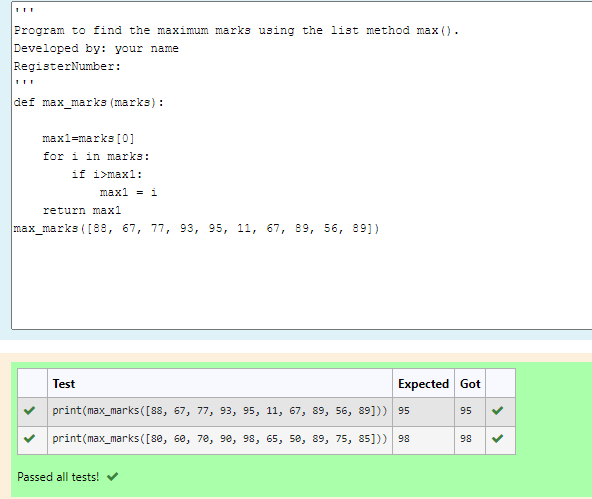 '''
Program to find the maximum marks using the list method max().
Developed by: your name
RegisterNumber:
'''
def max_marks(marks):
    max1=marks[0]
    for i in marks:
        if i>max1:
            max1 = i
    return max1
max_marks([88, 67, 77, 93, 95, 11, 67, 89, 56, 89])
Test Expected Got
print(max_marks([88, 67, 77, 93, 95, 11, 67, 89, 56, 89])) 95 95
print(max_marks([80, 60, 70, 90, 98, 65, 50, 89, 75, 85])) 98 98
Passed all tests!